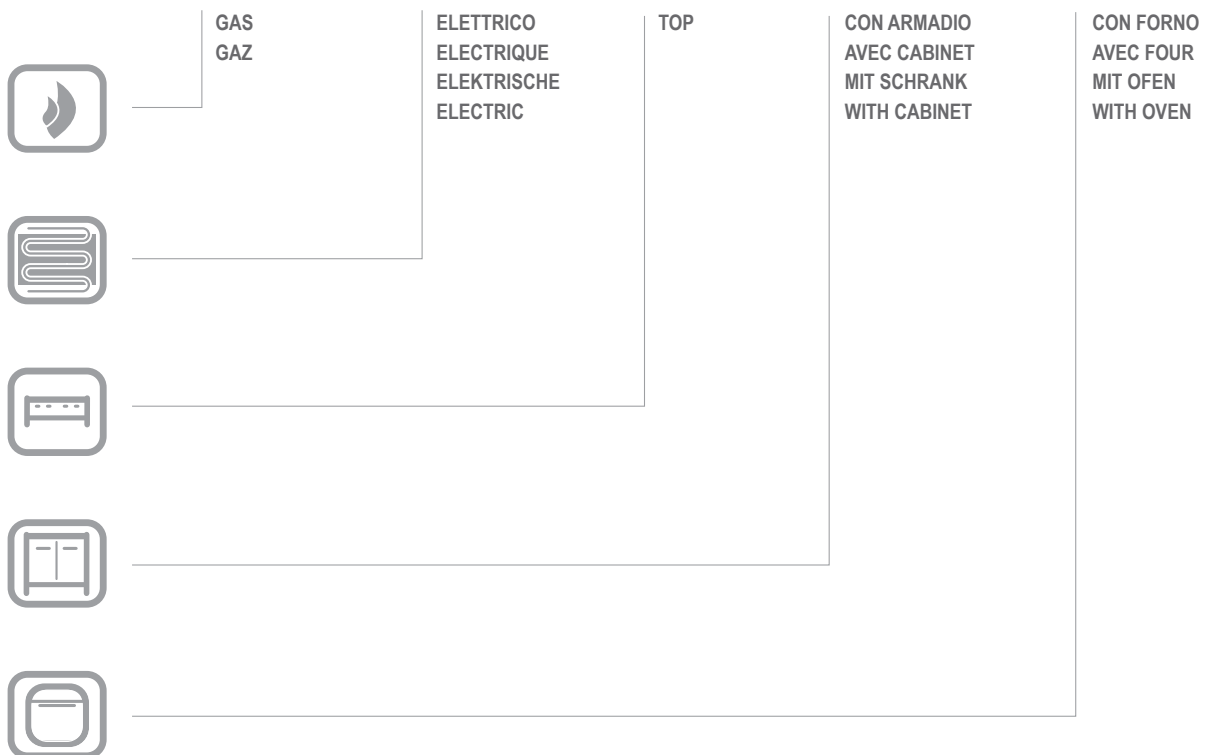 GAS
GAZ
ELETTRICO
ELECTRIQUE
ELEKTRISCHE
ELECTRIC
TOP
CON ARMADIO
AVEC CABINET
MIT SCHRANK
WITH CABINET
CON FORNO
AVEC FOUR
MIT OFEN
WITH OVEN